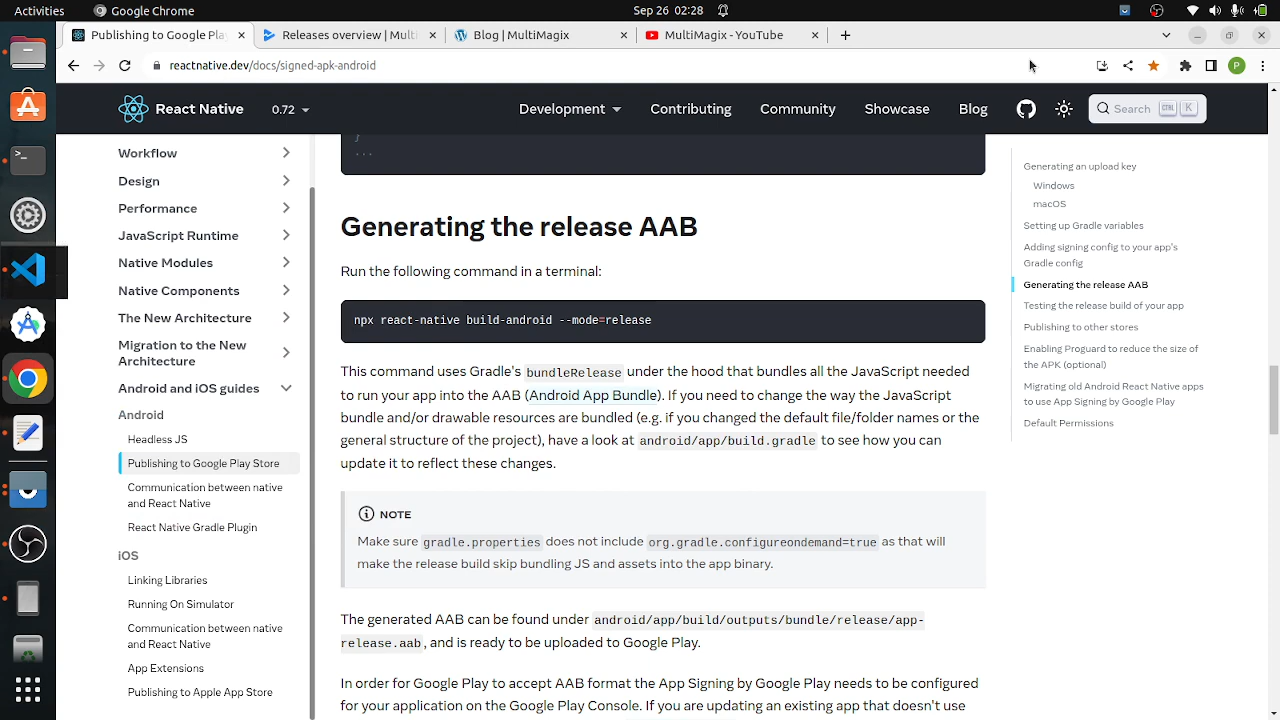 Activities
Google Chrome
Sep 26 02:28
Publishing to Google Pla
Releases overview | Multi
Blog | MultiMagix
MultiMagix - YouTube
reactnative.dev/docs/signed-apk-android
P
React Native
0.72
Development
Contributing
Community
Showcase
Blog
Search
CTRL
K
Workflow
Design
Performance
JavaScript Runtime
Native Modules
Native Components
The New Architecture
Migration to the New
Architecture
Android and iOS guides
Android
Headless JS
Publishing to Google Play Store
Communication between native
and React Native
React Native Gradle Plugin
iOS
Linking Libraries
Running On Simulator
Communication between native
and React Native
App Extensions
Publishing to Apple App Store
}
...
Generating the release AAB
Run the following command in a terminal:
npx react-native build-android --mode=release
This command uses Gradle's bundleRelease under the hood that bundles all the JavaScript needed
to run your app into the AAB (Android App Bundle). If you need to change the way the JavaScript
bundle and/or drawable resources are bundled (e.g. if you changed the default file/folder names or the
general structure of the project), have a look at android/app/build.gradle to see how you can
update it to reflect these changes.
NOTE
Make sure gradle.properties does not include org.gradle.configureondemand=true as that will
make the release build skip bundling JS and assets into the app binary.
The generated AAB can be found under android/app/build/outputs/bundle/release/app-
release.aab, and is ready to be uploaded to Google Play.
In order for Google Play to accept AAB format the App Signing by Google Play needs to be configured
for your application on the Google Play Console. If you are updating an existing app that doesn't use
Generating an upload key
Windows
macOS
Setting up Gradle variables
Adding signing config to your app's
Gradle config
Generating the release AAB
Testing the release build of your app
Publishing to other stores
Enabling Proguard to reduce the size of
the APK (optional)
Migrating old Android React Native apps
to use App Signing by Google Play
Default Permissions